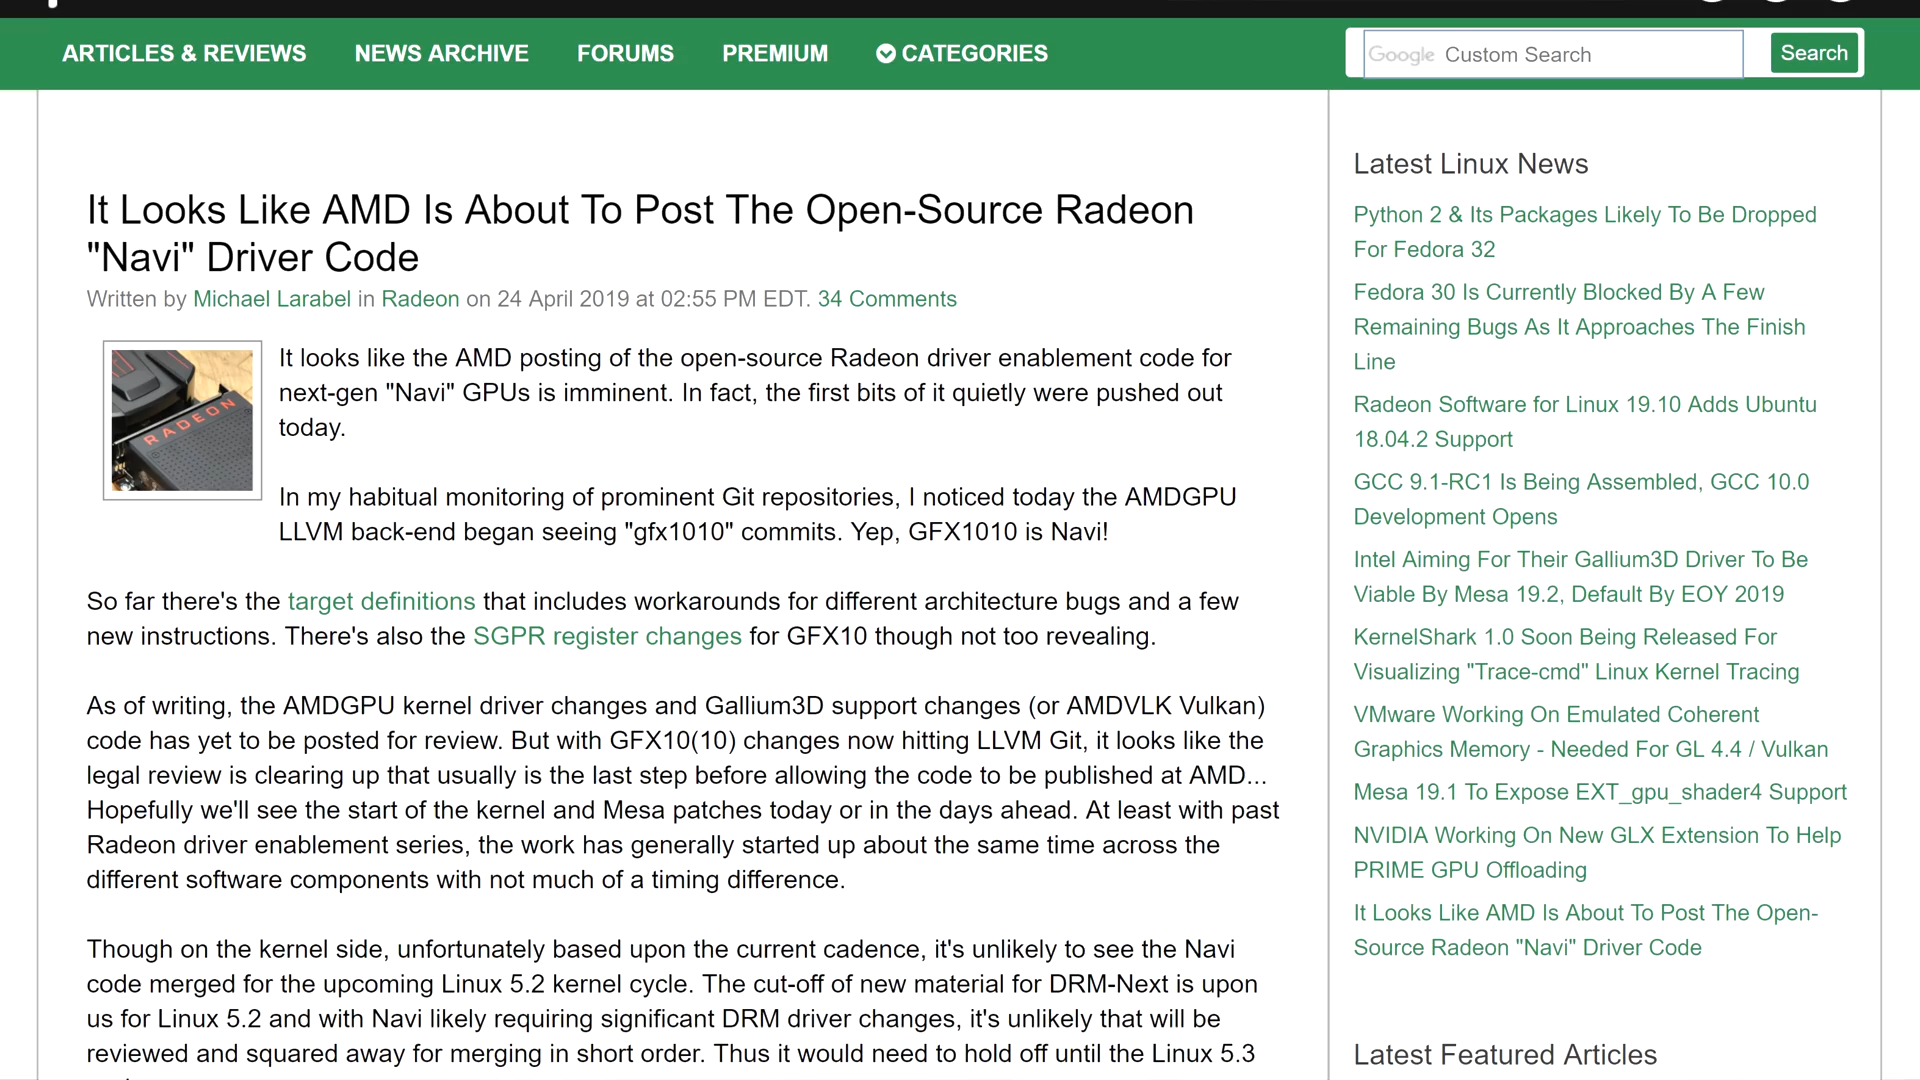 ARTICLES & REVIEWS NEWS ARCHIVE FORUMS PREMIUM CATEGORIES
Google Custom Search Search
It Looks Like AMD Is About To Post The Open-Source Radeon
"Navi" Driver Code
Written by Michael Larabel in Radeon on 24 April 2019 at 02:55 PM EDT. 34 Comments
RADEON
It looks like the AMD posting of the open-source Radeon driver enablement code for
next-gen "Navi" GPUs is imminent. In fact, the first bits of it quietly were pushed out
today.
In my habitual monitoring of prominent Git repositories, I noticed today the AMDGPU
LLVM back-end began seeing "gfx1010" commits. Yep, GFX1010 is Navi!
So far there's the target definitions that includes workarounds for different architecture bugs and a few
new instructions. There's also the SGPR register changes for GFX10 though not too revealing.
As of writing, the AMDGPU kernel driver changes and Gallium3D support changes (or AMDVLK Vulkan)
code has yet to be posted for review. But with GFX10(10) changes now hitting LLVM Git, it looks like the
legal review is clearing up that usually is the last step before allowing the code to be published at AMD...
Hopefully we'll see the start of the kernel and Mesa patches today or in the days ahead. At least with past
Radeon driver enablement series, the work has generally started up about the same time across the
different software components with not much of a timing difference.
Though on the kernel side, unfortunately based upon the current cadence, it's unlikely to see the Navi
code merged for the upcoming Linux 5.2 kernel cycle. The cut-off of new material for DRM-Next is upon
us for Linux 5.2 and with Navi likely requiring significant DRM driver changes, it's unlikely that will be
reviewed and squared away for merging in short order. Thus it would need to hold off until the Linux 5.3
Latest Linux News
Python 2 & Its Packages Likely To Be Dropped
For Fedora 32
Fedora 30 Is Currently Blocked By A Few
Remaining Bugs As It Approaches The Finish
Line
Radeon Software for Linux 19.10 Adds Ubuntu
18.04.2 Support
GCC 9.1-RC1 Is Being Assembled, GCC 10.0
Development Opens
Intel Aiming For Their Gallium3D Driver To Be
Viable By Mesa 19.2, Default By EOY 2019
KernelShark 1.0 Soon Being Released For
Visualizing "Trace-cmd" Linux Kernel Tracing
VMware Working On Emulated Coherent
Graphics Memory - Needed For GL 4.4 / Vulkan
Mesa 19.1 To Expose EXT_gpu_shader4 Support
NVIDIA Working On New GLX Extension To Help
PRIME GPU Offloading
It Looks Like AMD Is About To Post The Open-
Source Radeon "Navi" Driver Code
Latest Featured Articles